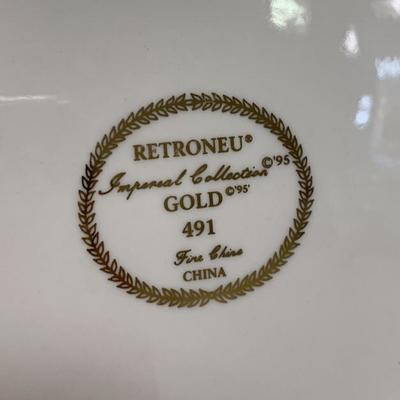 RETRONEU®
Imperial Collection ©'95
GOLD ©'95'
491
Fine China
CHINA